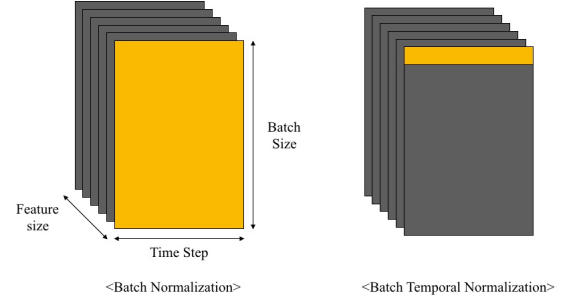 Batch
Size
Feature
size
Time Step
<Batch Normalization>
<Batch Temporal Normalization>